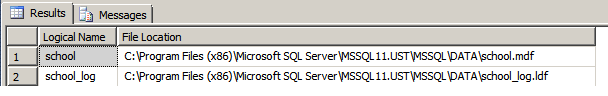 Results Messages
Logical Name File Location
1 school C:\Program Files (x86)\Microsoft SQL Server\MSSQL11.UST\MSSQL\DATA\school.mdf
2 school_log C:\Program Files (x86)\Microsoft SQL Server\MSSQL11.UST\MSSQL\DATA\school_log.ldf